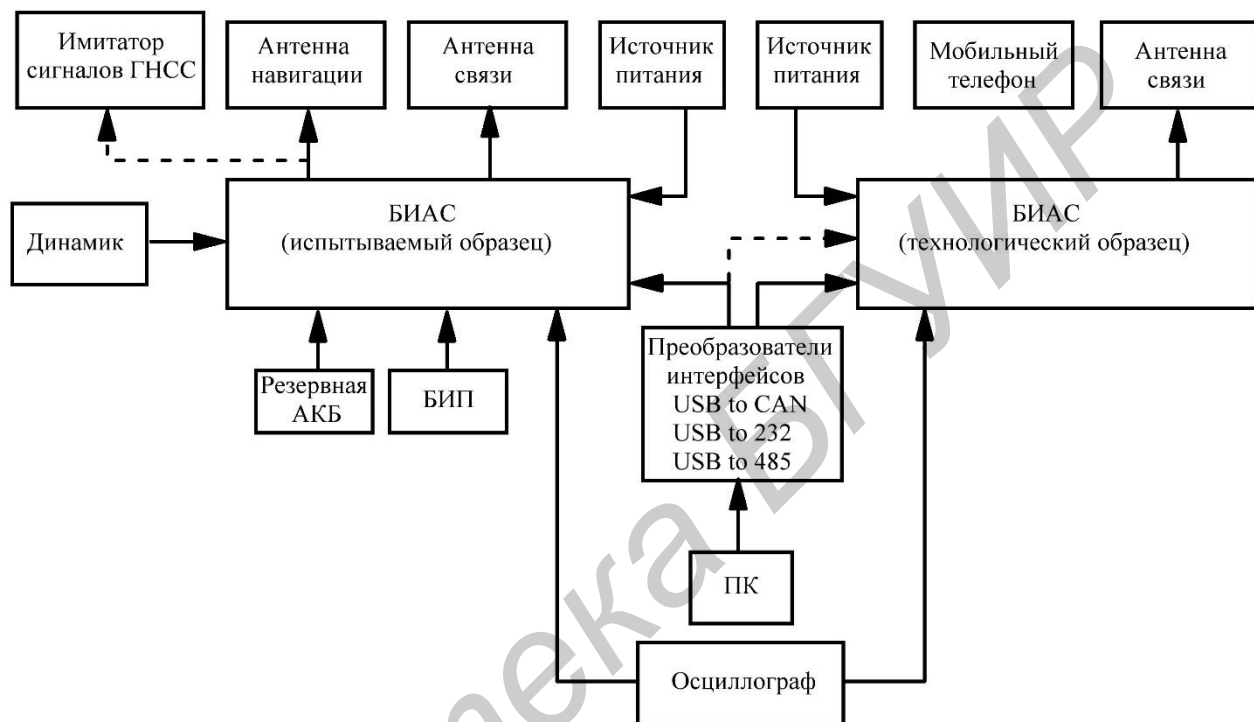 Имитатор
сигналов ГНСС
Антенна
навигации
Антенна
связи
Источник
питания
Источник
питания
Мобильный
телефон
Антенна
связи
Динамик
БИАС
(испытываемый образец)
БИАС
(технологический образец)
Резервная
АКБ
БИП
Преобразователи
интерфейсов
USB to CAN
USB to 232
USB to 485
ПК
Осциллограф
БГУИР